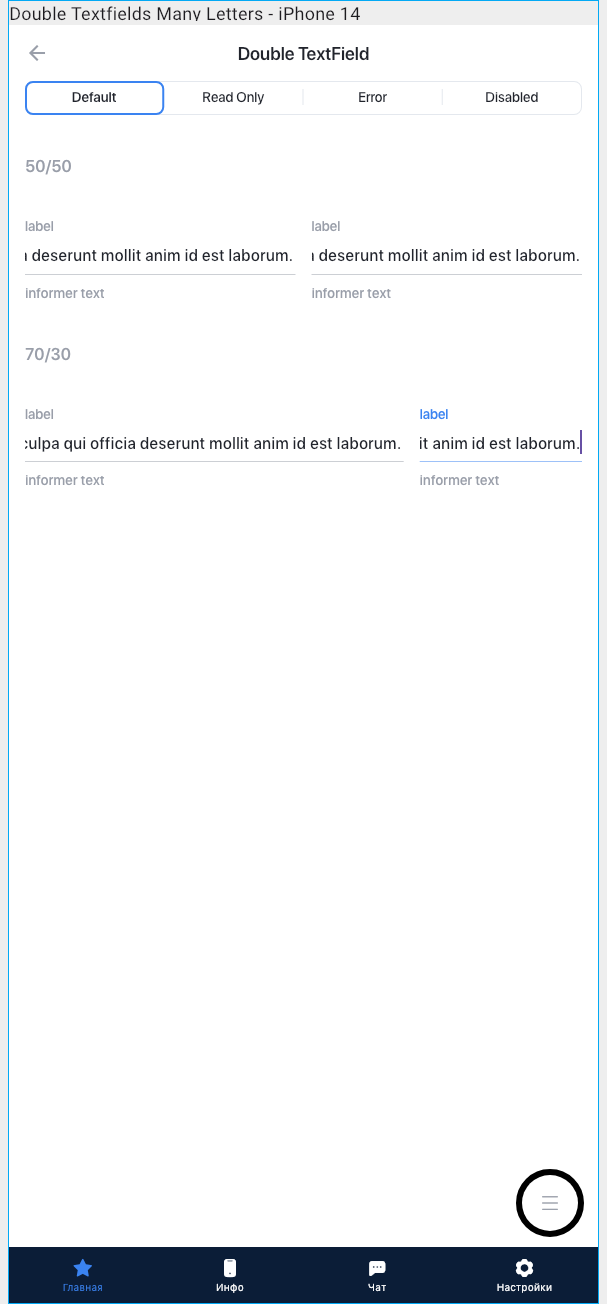 Double Textfields Many Letters - iPhone 14
Double TextField
Default Read Only Error Disabled
50/50
label label
deserunt mollit anim id est laborum. deserunt mollit anim id est laborum.
informer text informer text
70/30
label label
culpa qui officia deserunt mollit anim id est laborum. it anim id est laborum.
informer text informer text
Главная Инфо Чат Настройки